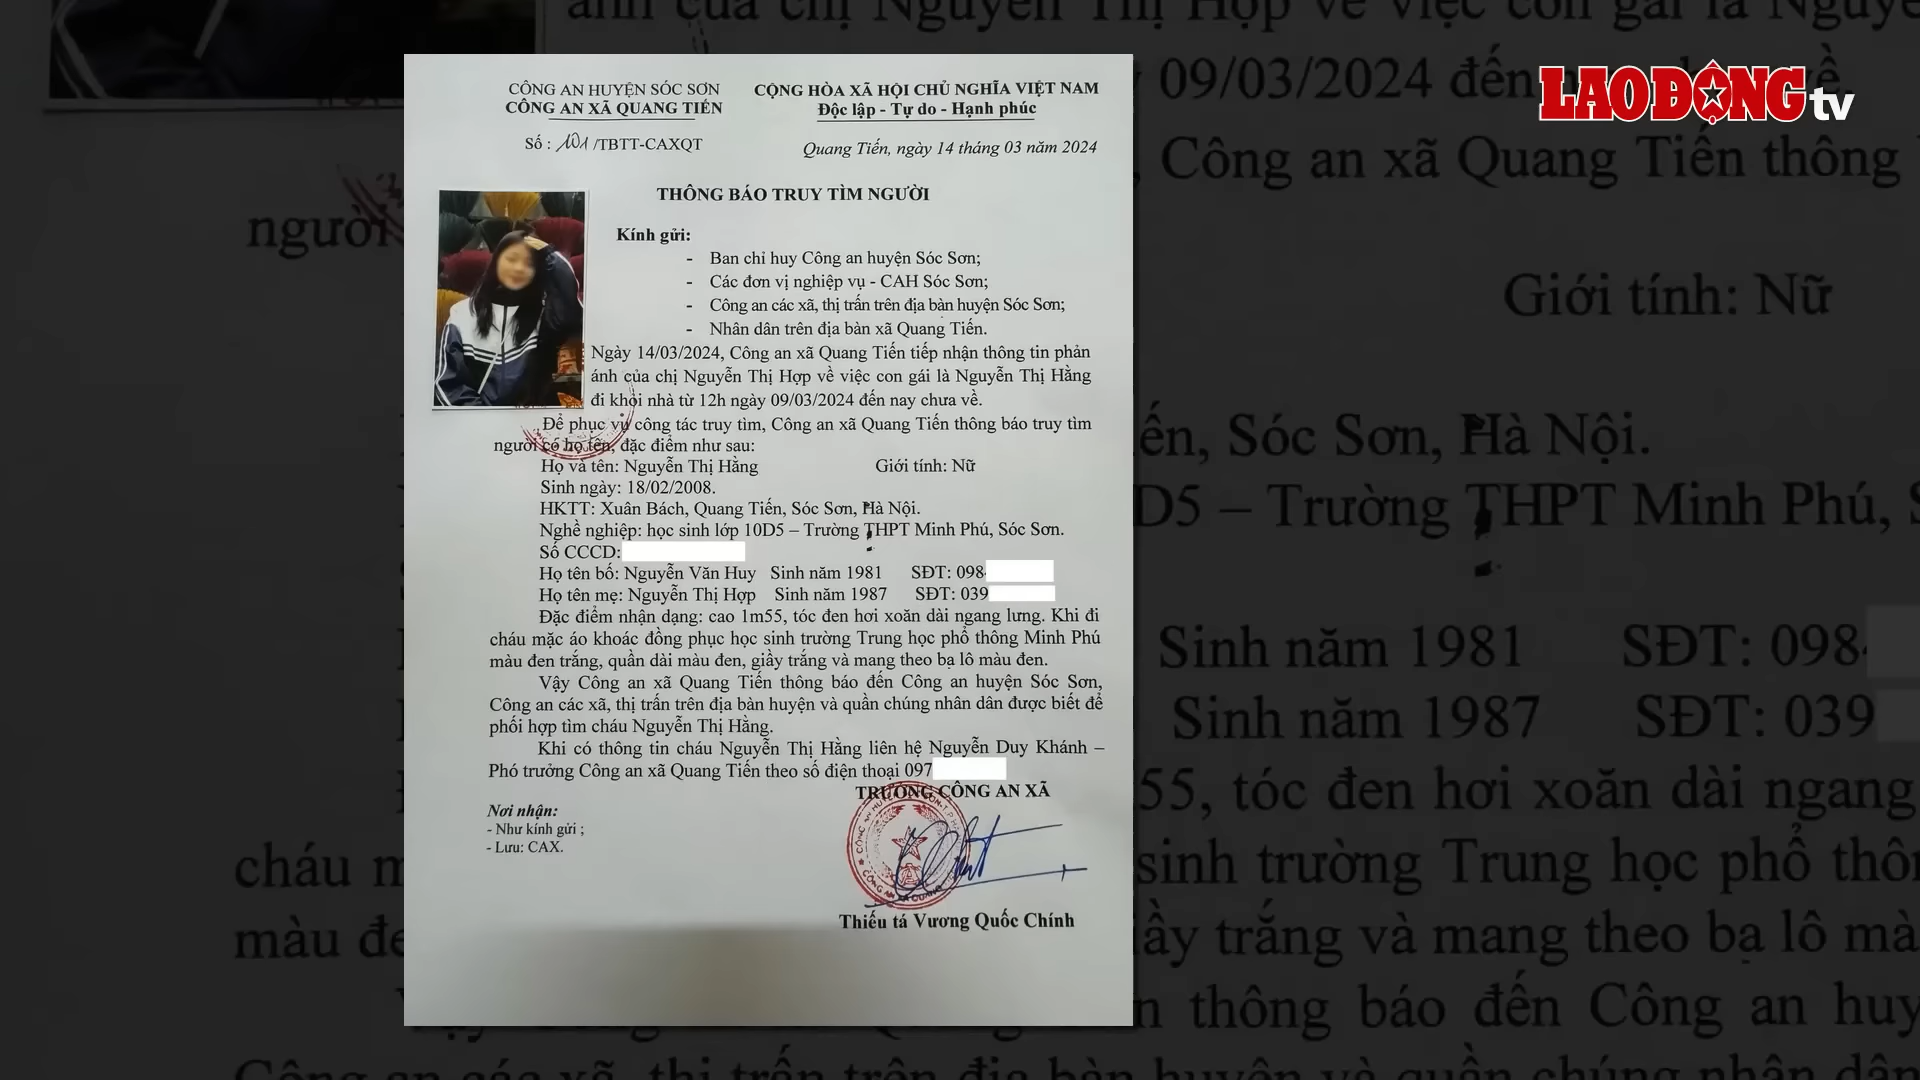 LAO ĐỘNG tv
CÔNG AN HUYỆN SÓC SƠN
CÔNG AN XÃ QUANG TIẾN
CỘNG HÒA XÃ HỘI CHỦ NGHĨA VIỆT NAM
Độc lập - Tự do - Hạnh phúc
Số : 101 /TBTT-CAXQT
Quang Tiến, ngày 14 tháng 03 năm 2024
THÔNG BÁO TRUY TÌM NGƯỜI
Kính gửi:
- Ban chỉ huy Công an huyện Sóc Sơn;
- Các đơn vị nghiệp vụ - CAH Sóc Sơn;
- Công an các xã, thị trấn trên địa bàn huyện Sóc Sơn;
- Nhân dân trên địa bàn xã Quang Tiến.
Ngày 14/03/2024, Công an xã Quang Tiến tiếp nhận thông tin phản
ánh của chị Nguyễn Thị Hợp về việc con gái là Nguyễn Thị Hằng
đi khỏi nhà từ 12h ngày 09/03/2024 đến nay chưa về.
Để phục vụ công tác truy tìm, Công an xã Quang Tiến thông báo truy tìm
người có họ tên, đặc điểm như sau:
Họ và tên: Nguyễn Thị Hằng Giới tính: Nữ
Sinh ngày: 18/02/2008.
HKTT: Xuân Bách, Quang Tiến, Sóc Sơn, Hà Nội.
Nghề nghiệp: học sinh lớp 10D5 – Trường THPT Minh Phú, Sóc Sơn.
Số CCCD:
Họ tên bố: Nguyễn Văn Huy Sinh năm 1981 SĐT: 098
Họ tên mẹ: Nguyễn Thị Hợp Sinh năm 1987 SĐT: 039
Đặc điểm nhận dạng: cao 1m55, tóc đen hơi xoăn dài ngang lưng. Khi đi
cháu mặc áo khoác đồng phục học sinh trường Trung học phổ thông Minh Phú
màu đen trắng, quần dài màu đen, giầy trắng và mang theo bạ lô màu đen.
Vậy Công an xã Quang Tiến thông báo đến Công an huyện Sóc Sơn,
Công an các xã, thị trấn trên địa bàn huyện và quần chúng nhân dân được biết để
phối hợp tìm cháu Nguyễn Thị Hằng.
Khi có thông tin cháu Nguyễn Thị Hằng liên hệ Nguyễn Duy Khánh –
Phó trưởng Công an xã Quang Tiến theo số điện thoại 097
TRƯỞNG CÔNG AN XÃ
Nơi nhận:
- Như kính gửi ;
- Lưu: CAX.
Thiếu tá Vương Quốc Chính